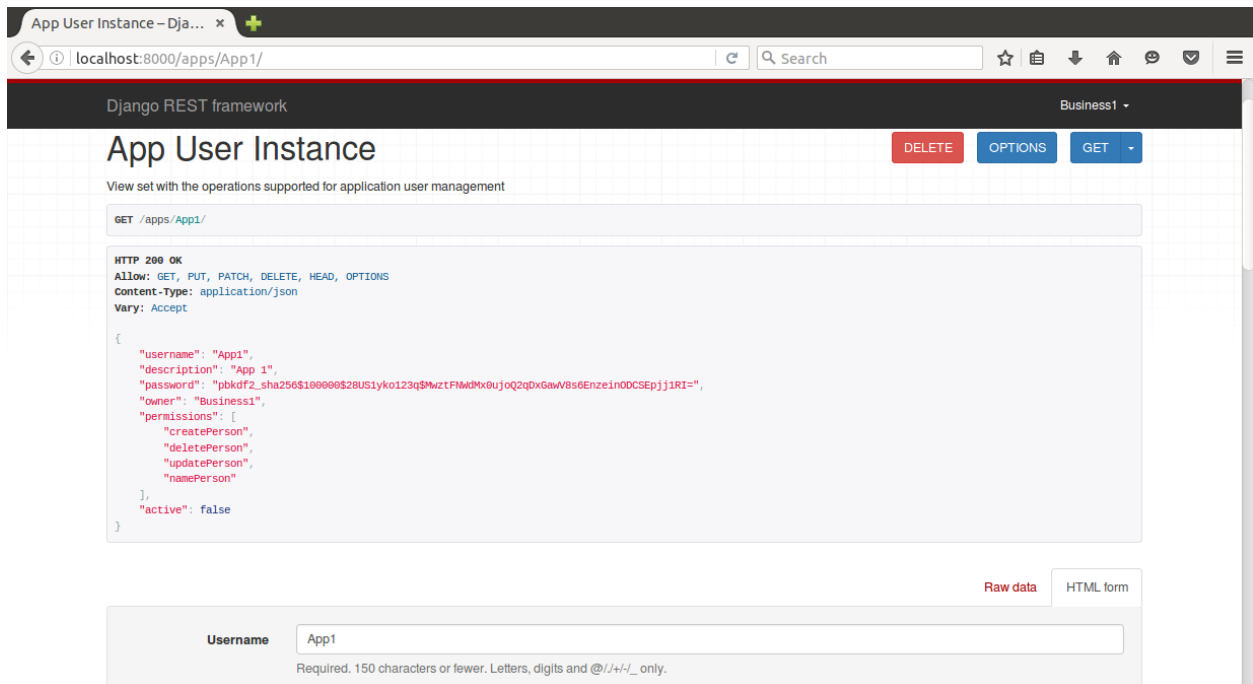 App User Instance – Dja... ×
localhost:8000/apps/App1/
Search
Django REST framework
Business1
App User Instance
DELETE
OPTIONS
GET
View set with the operations supported for application user management
GET /apps/App1/
HTTP 200 OK
Allow: GET, PUT, PATCH, DELETE, HEAD, OPTIONS
Content-Type: application/json
Vary: Accept
{
"username": "App1",
"description": "App 1",
"password": "pbkdf2_sha256$100000$28US1yko123q$MwztFNWdMx0ujoQ2qDxGawV8s6EnzeinODCSEpjj1RI=",
"owner": "Business1",
"permissions": [
"createPerson",
"deletePerson",
"updatePerson",
"namePerson"
],
"active": false
}
Raw data
HTML form
Username
App1
Required. 150 characters or fewer. Letters, digits and @/./+/-/_ only.